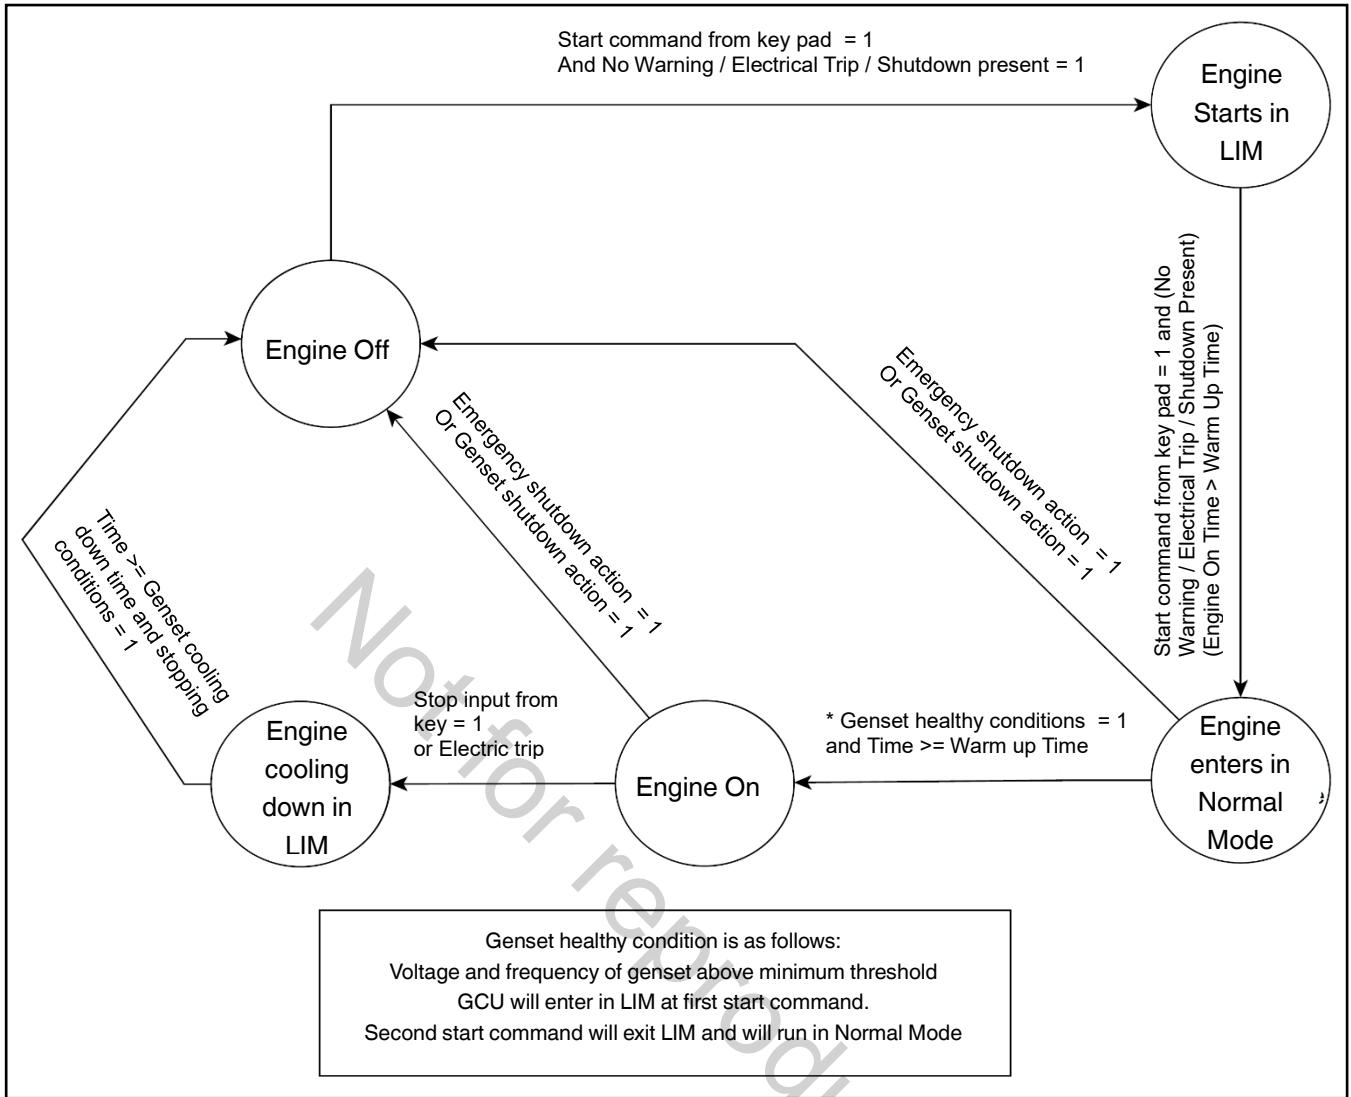 Start command from key pad = 1
And No Warning / Electrical Trip / Shutdown present = 1
Engine
Starts in
LIM
Start command from key pad = 1 and (No
Warning / Electrical Trip / Shutdown Present)
(Engine On Time > Warm Up Time)
Engine Off
Emergency shutdown action = 1
Or Genset shutdown action = 1
Emergency shutdown action = 1
Or Genset shutdown action = 1
Time >= Genset cooling
down time and stopping
conditions = 1
Engine
cooling
down in
LIM
Stop input from
key = 1
or Electric trip
Engine On
* Genset healthy conditions = 1
and Time >= Warm up Time
Engine
enters in
Normal
Mode
Genset healthy condition is as follows:
Voltage and frequency of genset above minimum threshold
GCU will enter in LIM at first start command.
Second start command will exit LIM and will run in Normal Mode
Not for reprodu